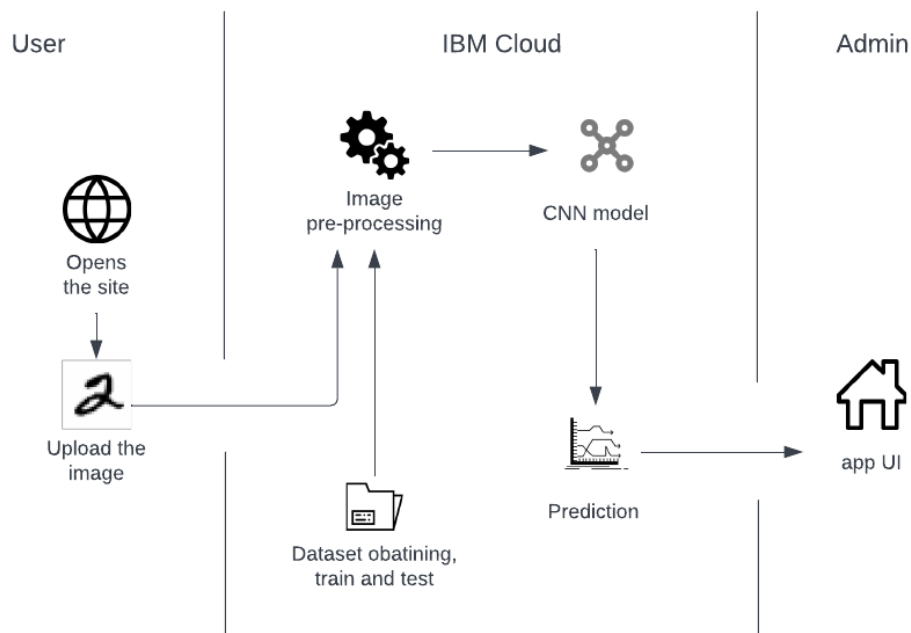 User
IBM Cloud
Admin
Image
pre-processing
CNN model
Opens
the site
2
Upload the
image
app UI
Prediction
Dataset obatining,
train and test